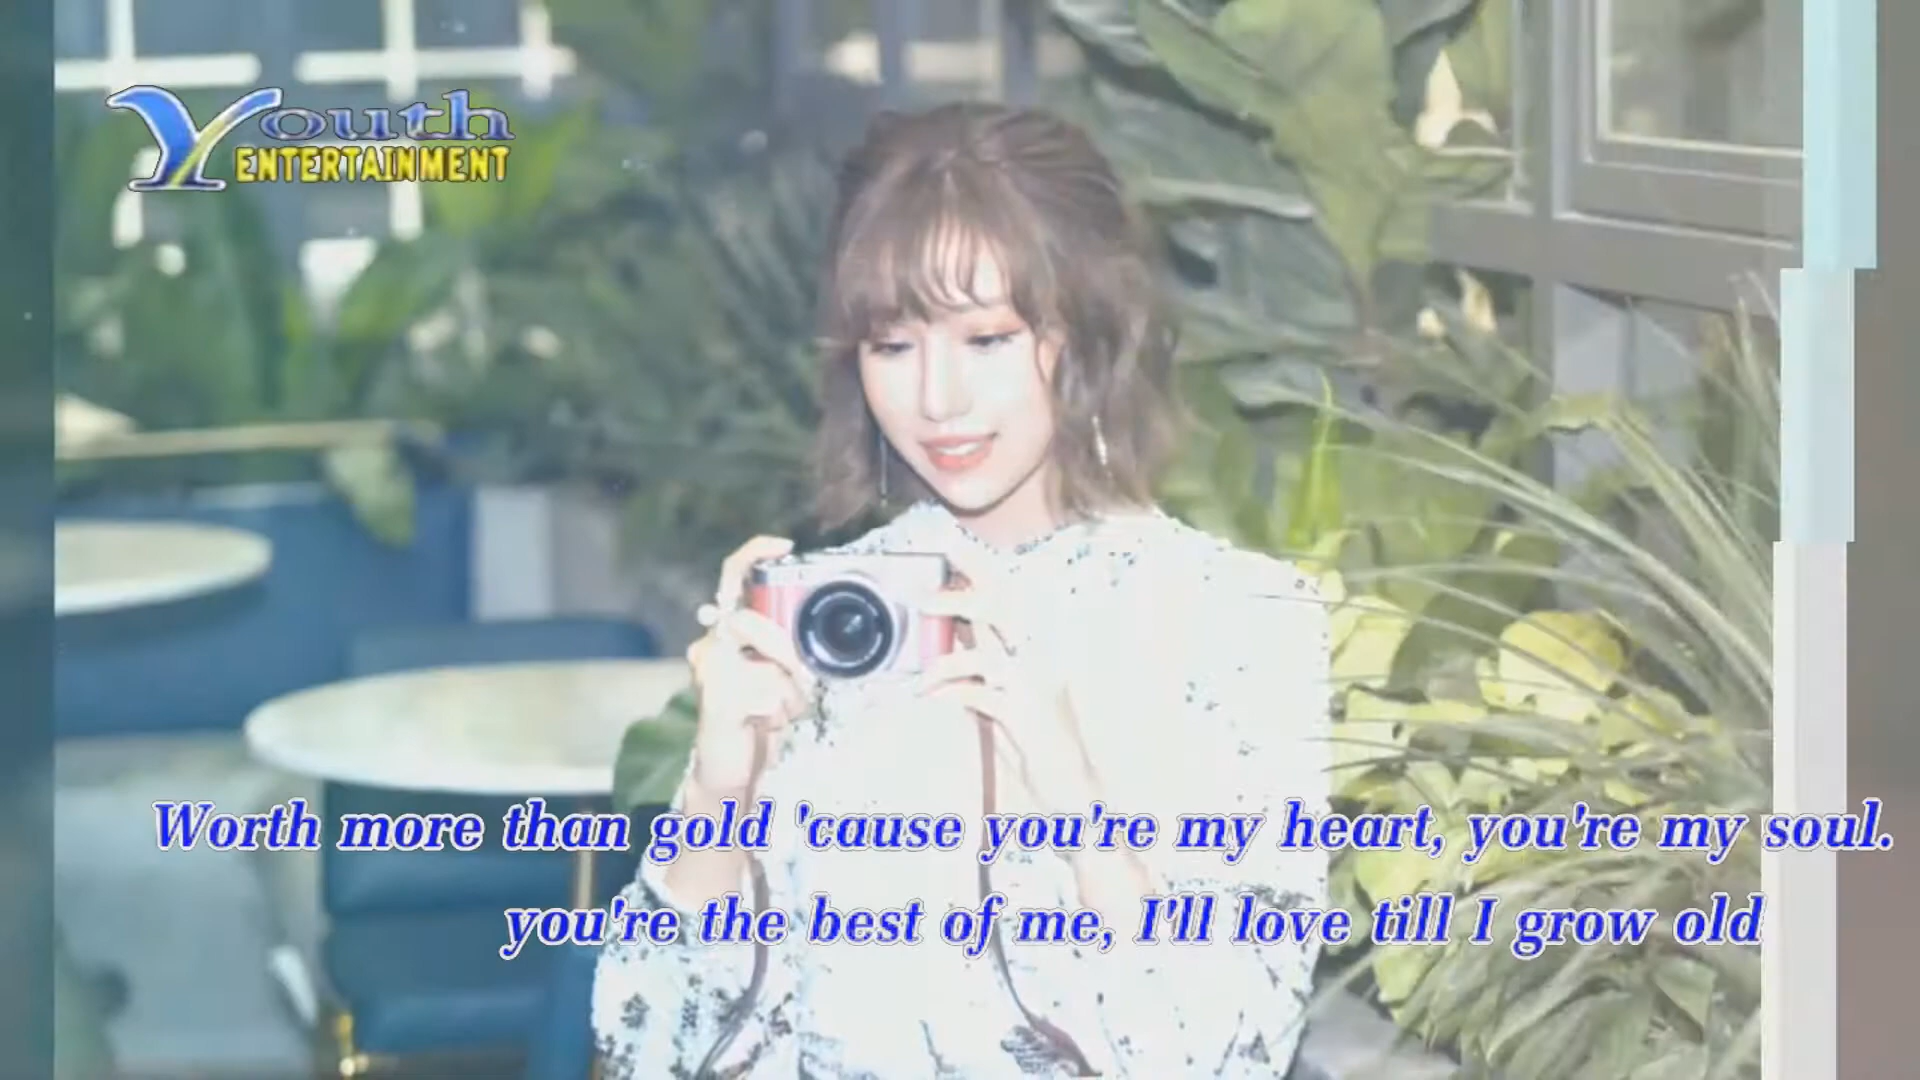 Youth
ENTERTAINMENT
Worth more than gold 'cause you're my heart, you're my soul.
you're the best of me, I'll love till I grow old